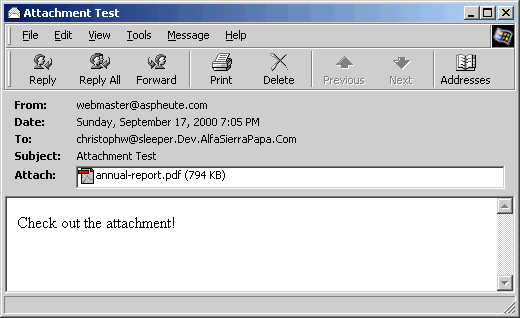 Attachment Test
File Edit View Tools Message Help
Reply Reply All Forward Print Delete Previous Next Addresses
From: webmaster@aspheute.com
Date: Sunday, September 17, 2000 7:05 PM
To: christophw@sleeper.Dev.AlfaSierraPapa.Com
Subject: Attachment Test
Attach: annual-report.pdf (794 KB)
Check out the attachment!